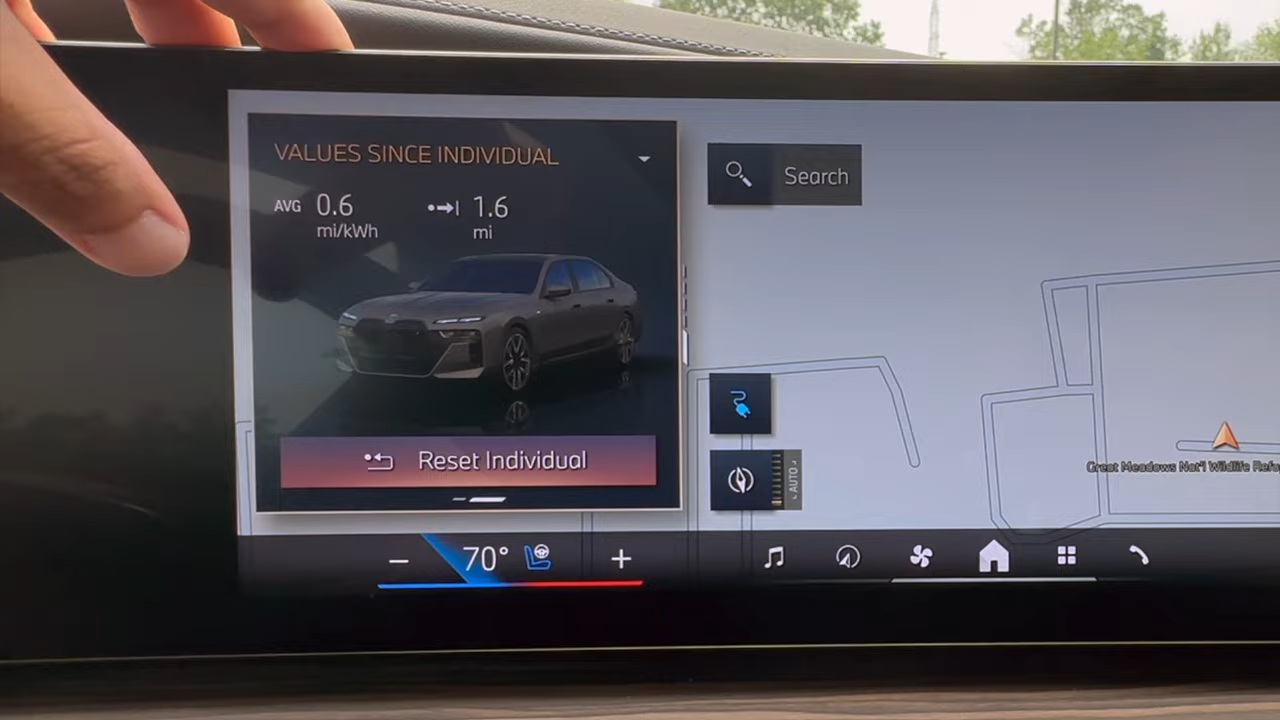 VALUES SINCE INDIVIDUAL
AVG 0.6 mi/kWh
1.6 mi
Reset Individual
Search
AUTO
Great Meadows Nat'l Wildlife Refu
− 70° +